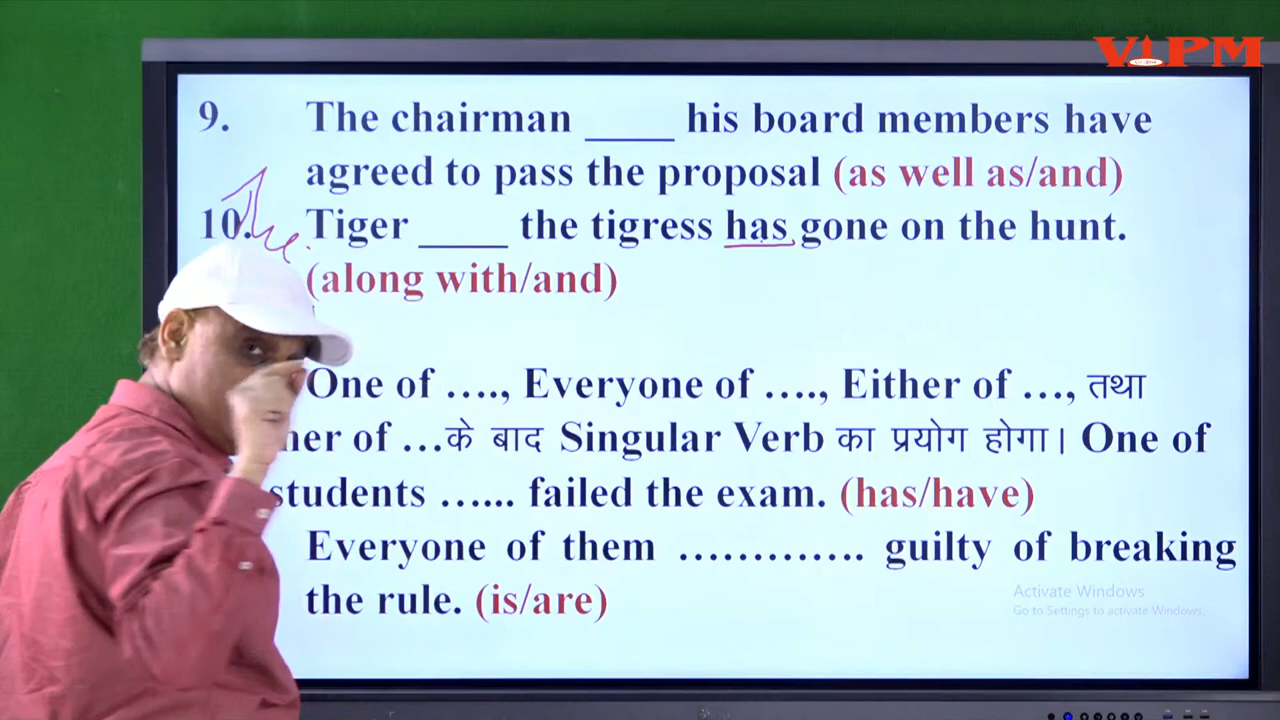 VIPM
9. The chairman ____ his board members have
agreed to pass the proposal (as well as/and)
The
10. Tiger ____ the tigress has gone on the hunt.
(along with/and)
One of …., Everyone of …., Either of …, तथा
her of …के बाद Singular Verb का प्रयोग होगा। One of
students …... failed the exam. (has/have)
Everyone of them …………. guilty of breaking
the rule. (is/are)
Activate Windows
Go to Settings to activate Windows.